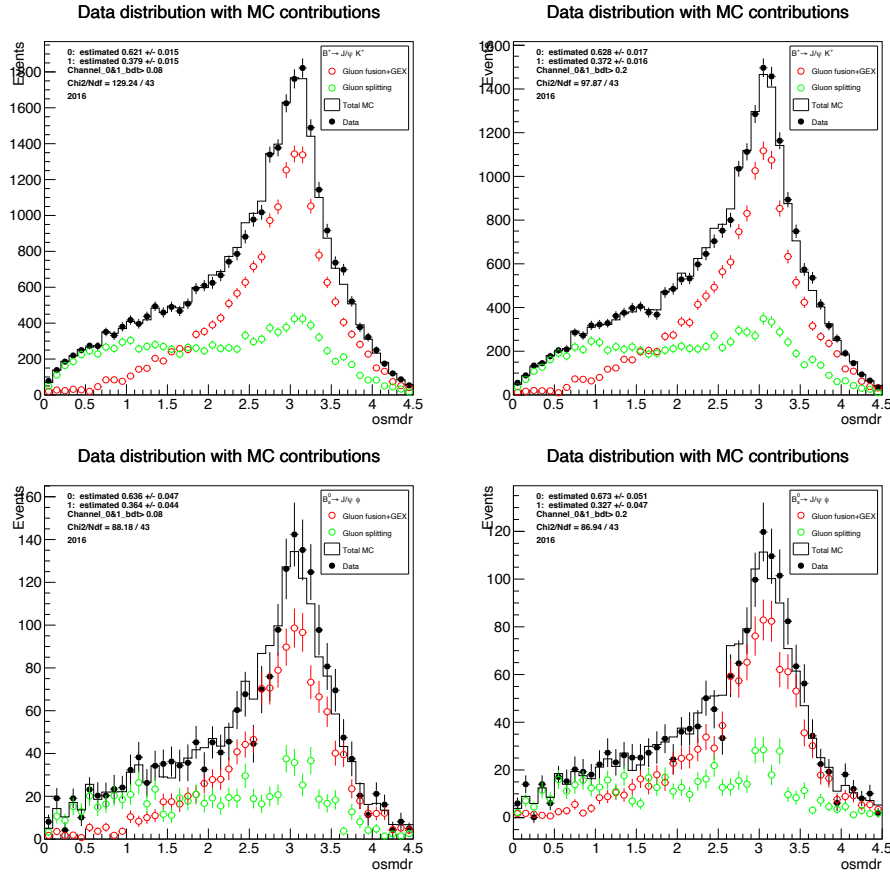 Data distribution with MC contributions
0: estimated 0.621 +/- 0.015
1: estimated 0.379 +/- 0.015
Channel_0&1_bdt> 0.08
Chi2/Ndf = 129.24 / 43
2016
B⁺→ J/ψ K⁺
Gluon fusion+GEX
Gluon splitting
Total MC
Data
Events
1800
1600
1400
1200
1000
800
600
400
200
0
0 0.5 1 1.5 2 2.5 3 3.5 4 4.5
osmdr
Data distribution with MC contributions
0: estimated 0.628 +/- 0.017
1: estimated 0.372 +/- 0.016
Channel_0&1_bdt> 0.2
Chi2/Ndf = 97.87 / 43
2016
B⁺→ J/ψ K⁺
Gluon fusion+GEX
Gluon splitting
Total MC
Data
Events
1600
1400
1200
1000
800
600
400
200
0
0 0.5 1 1.5 2 2.5 3 3.5 4 4.5
osmdr
Data distribution with MC contributions
0: estimated 0.636 +/- 0.047
1: estimated 0.364 +/- 0.044
Channel_0&1_bdt> 0.08
Chi2/Ndf = 88.18 / 43
2016
B⁰ₛ→ J/ψ ϕ
Gluon fusion+GEX
Gluon splitting
Total MC
Data
Events
160
140
120
100
80
60
40
20
0
0 0.5 1 1.5 2 2.5 3 3.5 4 4.5
osmdr
Data distribution with MC contributions
0: estimated 0.673 +/- 0.051
1: estimated 0.327 +/- 0.047
Channel_0&1_bdt> 0.2
Chi2/Ndf = 86.94 / 43
2016
B⁰ₛ→ J/ψ ϕ
Gluon fusion+GEX
Gluon splitting
Total MC
Data
Events
120
100
80
60
40
20
0
0 0.5 1 1.5 2 2.5 3 3.5 4 4.5
osmdr